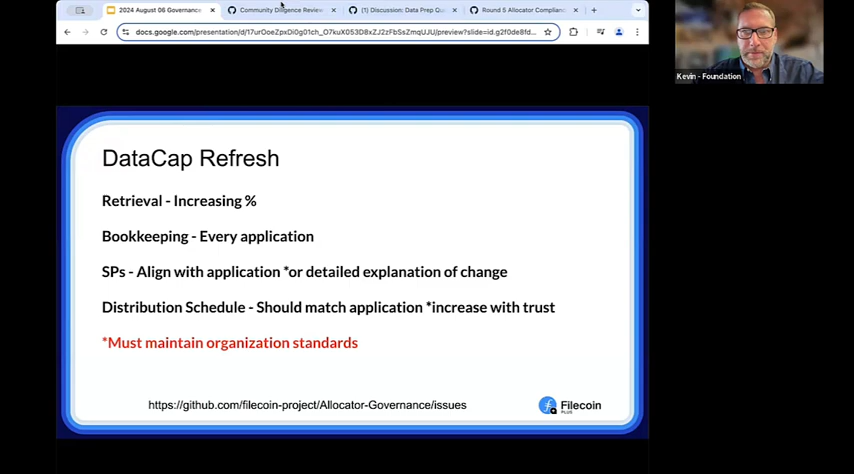 2024 August 06 Governance
Community Diligence Review
(1) Discussion: Data Prep Qu
Round 5 Allocator Complianc
docs.google.com/presentation/d/17urOoeZpxDi0g01ch_O7kuX053D8xZJ2zFbSsZmqUJU/preview?slide=id.g2f0de8fd...
Kevin - Foundation
DataCap Refresh
Retrieval - Increasing %
Bookkeeping - Every application
SPs - Align with application *or detailed explanation of change
Distribution Schedule - Should match application *increase with trust
*Must maintain organization standards
https://github.com/filecoin-project/Allocator-Governance/issues
Filecoin
PLUS